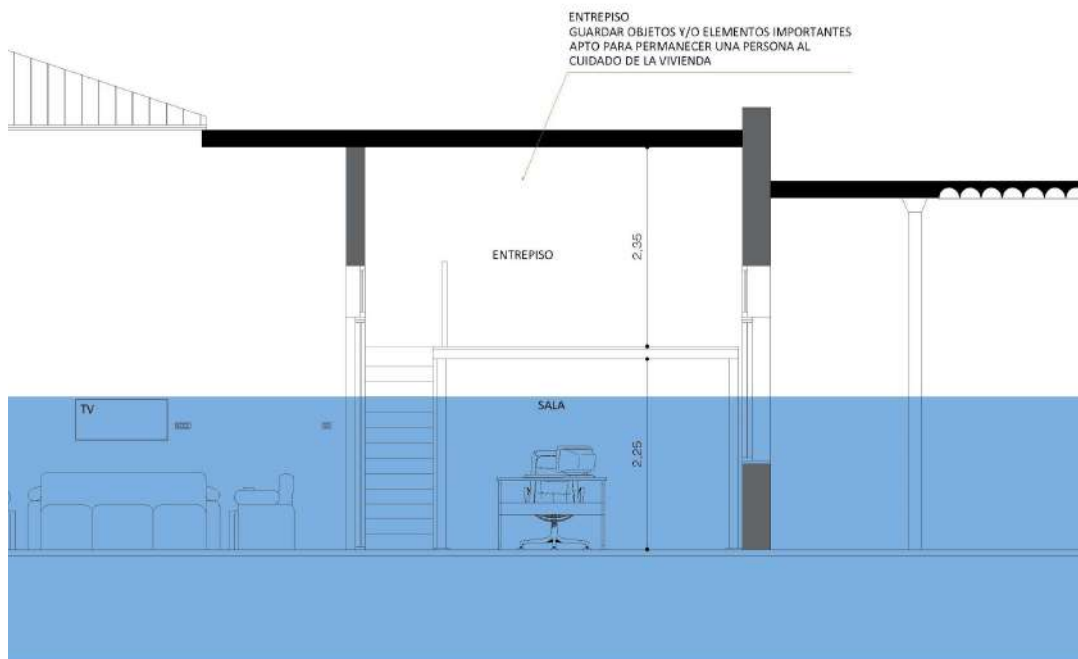 ENTREPISO
GUARDAR OBJETOS Y/O ELEMENTOS IMPORTANTES
APTO PARA PERMANECER UNA PERSONA AL
CUIDADO DE LA VIVIENDA
ENTREPISO
2,35
TV
SALA
2,25